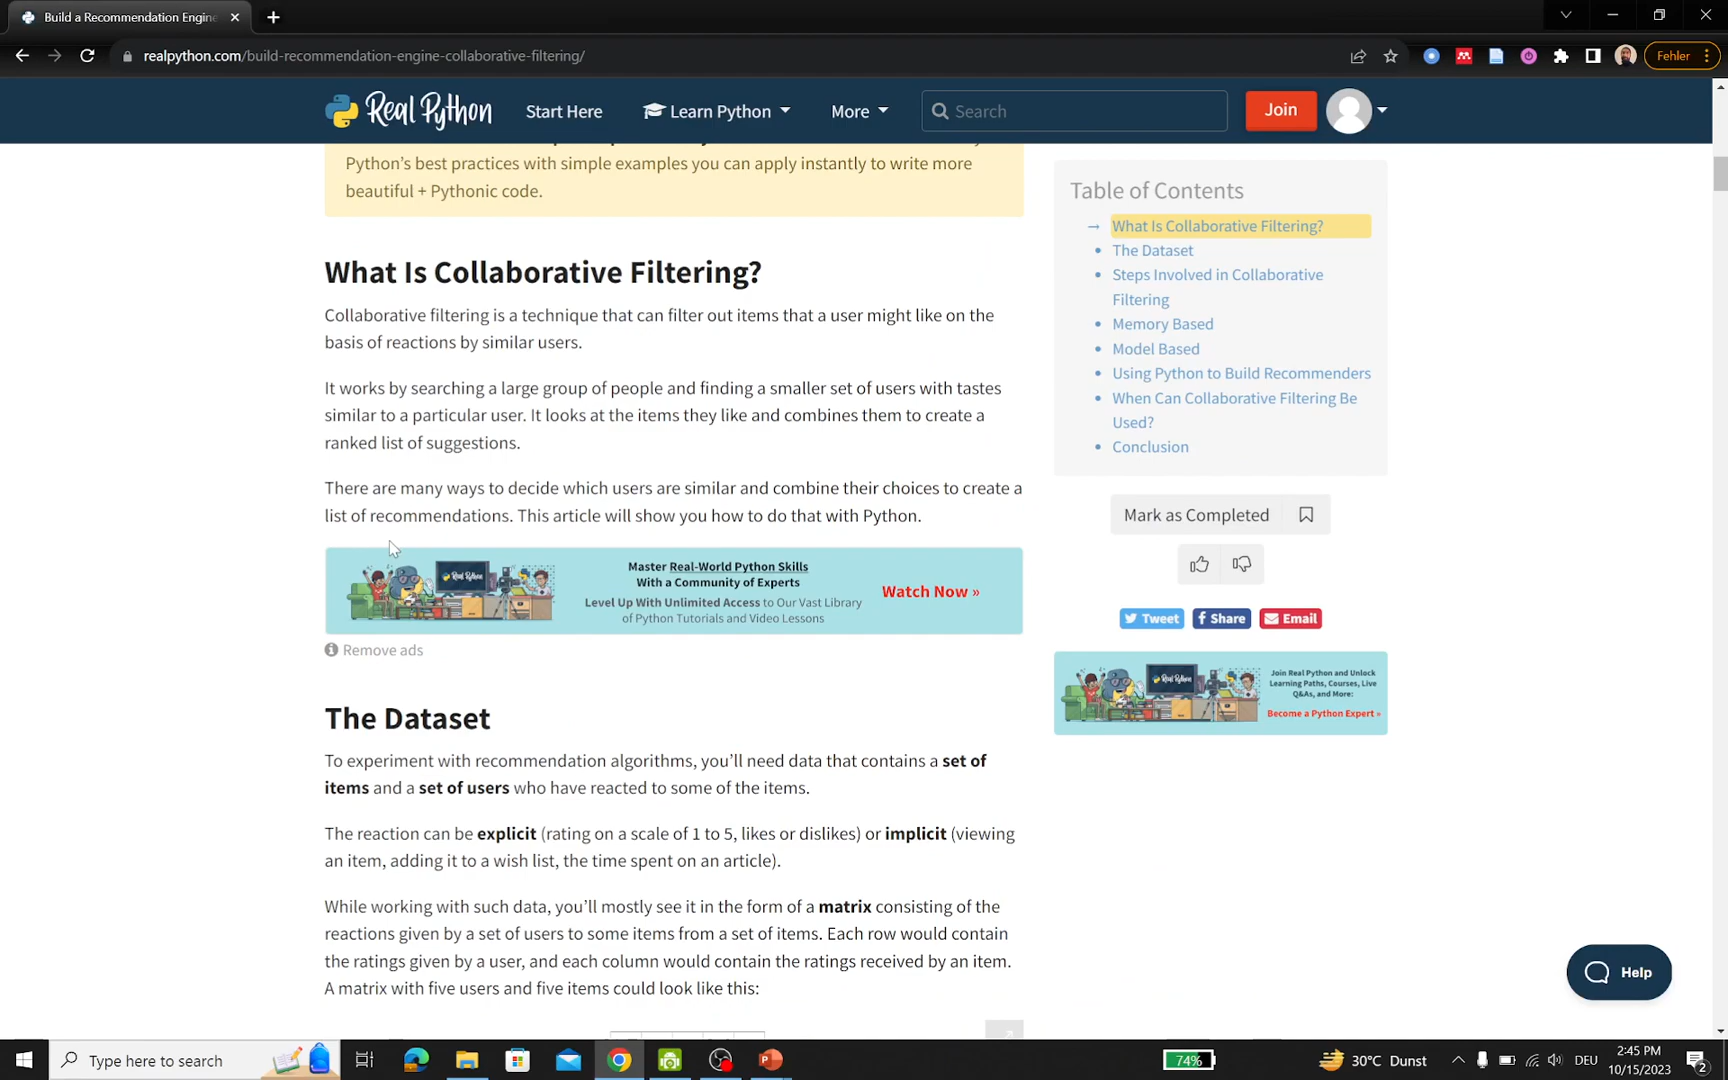 Build a Recommendation Engine
realpython.com/build-recommendation-engine-collaborative-filtering/
Fehler
Real Python
Start Here
Learn Python
More
Search
Join
Python's best practices with simple examples you can apply instantly to write more
beautiful + Pythonic code.
What Is Collaborative Filtering?
Collaborative filtering is a technique that can filter out items that a user might like on the
basis of reactions by similar users.
It works by searching a large group of people and finding a smaller set of users with tastes
similar to a particular user. It looks at the items they like and combines them to create a
ranked list of suggestions.
There are many ways to decide which users are similar and combine their choices to create a
list of recommendations. This article will show you how to do that with Python.
Real Python
Master Real-World Python Skills
With a Community of Experts
Level Up With Unlimited Access to Our Vast Library
of Python Tutorials and Video Lessons
Watch Now »
Remove ads
The Dataset
To experiment with recommendation algorithms, you'll need data that contains a set of
items and a set of users who have reacted to some of the items.
The reaction can be explicit (rating on a scale of 1 to 5, likes or dislikes) or implicit (viewing
an item, adding it to a wish list, the time spent on an article).
While working with such data, you'll mostly see it in the form of a matrix consisting of the
reactions given by a set of users to some items from a set of items. Each row would contain
the ratings given by a user, and each column would contain the ratings received by an item.
A matrix with five users and five items could look like this:
Table of Contents
What Is Collaborative Filtering?
The Dataset
Steps Involved in Collaborative
Filtering
Memory Based
Model Based
Using Python to Build Recommenders
When Can Collaborative Filtering Be
Used?
Conclusion
Mark as Completed
Tweet
Share
Email
Real Python
Join Real Python and Unlock
Learning Paths, Courses, Live
Q&As, and More:
Become a Python Expert »
Help
Type here to search
74%
30°C Dunst
DEU
2:45 PM
10/15/2023
2